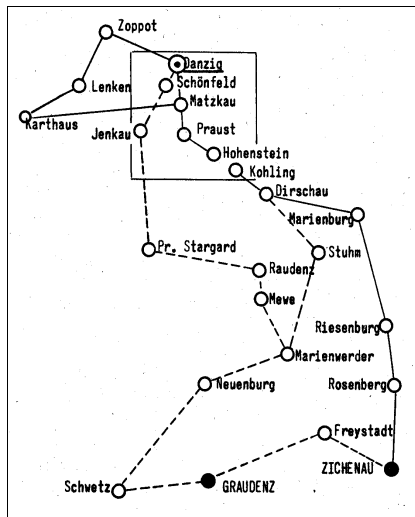 Zoppot
Danzig
Lenken
Schönfeld
Matzkau
Karthaus
Jenkau
Praust
Hohenstein
Kohling
Dirschau
Marienburg
Pr. Stargard
Stuhm
Raudenz
Mewe
Riesenburg
Marienwerder
Neuenburg
Rosenberg
Freystadt
ZICHENAU
Schwetz
GRAUDENZ